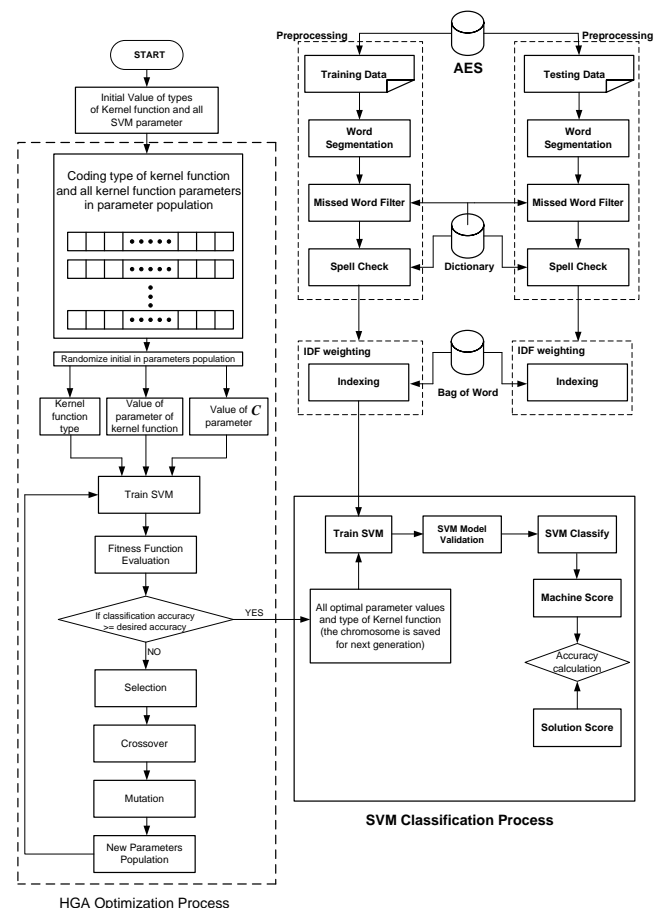 START
Initial Value of types
of Kernel function and all
SVM parameter
Coding type of kernel function
and all kernel function parameters
in parameter population
Randomize initial in parameters population
Kernel
function
type
Value of
parameter of
kernel function
Value of C
parameter
Train SVM
Fitness Function
Evaluation
If classification accuracy
>= desired accuracy
YES
NO
Selection
Crossover
Mutation
New Parameters
Population
HGA Optimization Process
Preprocessing
AES
Preprocessing
Training Data
Testing Data
Word
Segmentation
Word
Segmentation
Missed Word Filter
Missed Word Filter
Spell Check
Dictionary
Spell Check
IDF weighting
IDF weighting
Indexing
Bag of Word
Indexing
Train SVM
SVM Model
Validation
SVM Classify
All optimal parameter values
and type of Kernel function
(the chromosome is saved
for next generation)
Machine Score
Accuracy
calculation
Solution Score
SVM Classification Process